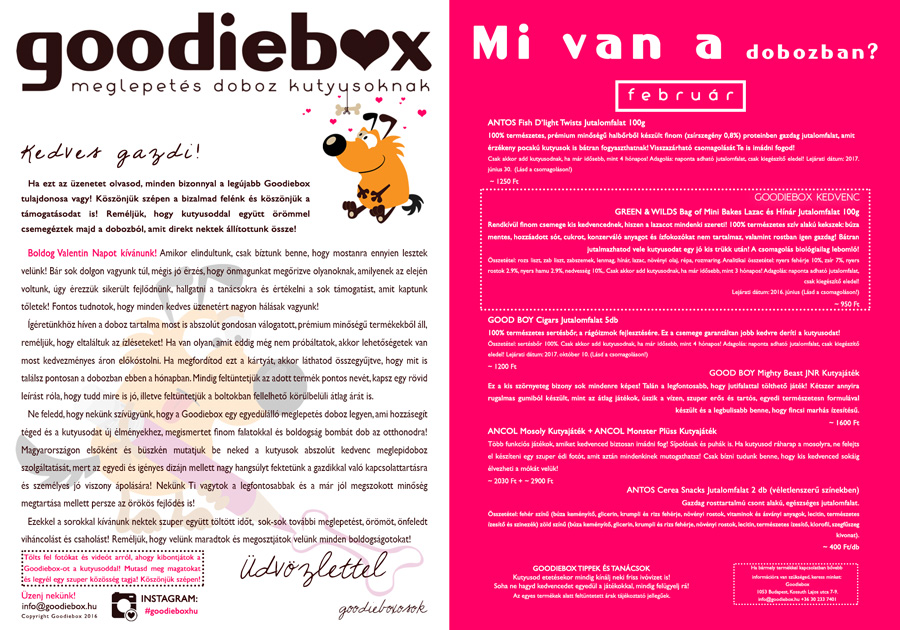 goodiebox
meglepetés doboz kutyusoknak
Kedves gazdi!
Ha ezt az üzenetet olvasod, minden bizonnyal a legújabb Goodiebox
tulajdonosa vagy! Köszönjük szépen a bizalmad felénk és köszönjük a
támogatásodat is! Reméljük, hogy kutyusoddal együtt örömmel
csemegéztek majd a dobozból, amit direkt nektek állítottunk össze!
Boldog Valentin Napot kívánunk! Amikor elindultunk, csak bíztunk benne, hogy mostanra ennyien lesztek
velünk! Bár sok dolgon vagyunk túl, mégis jó érzés, hogy önmagunkat megőrizve olyanoknak, amilyenek az elején
voltunk, úgy érezzük sikerült fejlődnünk, hallgatni a tanácsokra és értékelni a sok támogatást, amit kaptunk
tőletek! Fontos tudnotok, hogy minden kedves üzenetért nagyon hálásak vagyunk!
Ígéretünkhöz híven a doboz tartalma most is abszolút gondosan válogatott, prémium minőségű termékekből áll,
reméljük, hogy eltaláltuk az ízléseteket! Ha van olyan, amit eddig még nem próbáltatok, akkor lehetőségetek van
most kedvezményes áron előkóstolni. Ha megfordítod ezt a kártyát, akkor láthatod összegyűjtve, hogy mit is
találsz pontosan a dobozban ebben a hónapban. Mindig feltüntetjük az adott termék pontos nevét, kapsz egy rövid
leírást róla, hogy tudd mire is jó, illetve feltüntetjük a boltokban fellelhető körülbelüli átlag árát is.
Ne feledd, hogy nekünk szívügyünk, hogy a Goodiebox egy egyedülálló meglepetés doboz legyen, ami hozzásegít
téged és a kutyusodat új élményekhez, megismertet finom falatokkal és boldogság bombát dob az otthonodra!
Magyarországon elsőként és büszkén mutatjuk be neked a kutyusok abszolút kedvenc meglepidoboz
szolgáltatását, mert az egyedi és igényes dizájn mellett nagy hangsúlyt fektetünk a gazdikkal való kapcsolattartásra
és személyes jó viszony ápolására! Nekünk Ti vagytok a legfontosabbak és a már jól megszokott minőség
megtartása mellett persze az örökös fejlődés is!
Ezekkel a sorokkal kívánunk nektek szuper együtt töltött időt, sok-sok további meglepetést, örömöt, önfeledt
viháncolást és csaholást! Reméljük, hogy velünk maradtok és megosztjátok velünk minden boldogságotokat!
Tölts fel fotókat és videót arról, ahogy kibontjátok a
Goodiebox-ot a kutyusoddal! Mutasd meg magatokat
és legyél egy szuper közösség tagja! Köszönjük szépen!
Üdvözlettel
goodieboxosok
Üzenj nekünk!
info@goodiebox.hu
Copyright Goodiebox 2016
INSTAGRAM:
#goodieboxhu
Mi van a dobozban?
február
ANTOS Fish D'light Twists Jutalomfalat 100g
100% természetes, prémium minőségű halbőrből készült finom (zsírszegény 0,8%) proteinben gazdag jutalomfalat, amit
érzékeny pocakú kutyusok is bátran fogyaszthatnak! Visszazárható csomagolását Te is imádni fogod!
Csak akkor add kutyusodnak, ha már idősebb, mint 4 hónapos! Adagolás: naponta adható jutalomfalat, csak kiegészítő eledel! Lejárati dátum: 2017.
június 30. (Lásd a csomagoláson!)
~ 1250 Ft
GOODIEBOX KEDVENC
GREEN & WILDS Bag of Mini Bakes Lazac és Hínár Jutalomfalat 100g
Rendkívül finom csemege kis kedvencednek, hiszen a lazacot mindenki szereti! 100% természetes szív alakú kekszek: búza
mentes, hozzáadott sót, cukrot, konzerváló anyagot és ízfokozókat nem tartalmaz, valamint rostban igen gazdag! Bátran
jutalmazhatod vele kutyusodat egy jó kis trükk után! A csomagolás biológiailag lebomló!
Összetétel: rozs liszt, zab liszt, zabszemek, lenmag, hínár, lazac, növényi olaj, répa, rozmaring. Analitikai összetétel: nyers fehérje 10%, zsír 7%, nyers
rostok 2.9%, nyers hamu 2.9%, nedvesség 10%. Csak akkor add kutyusodnak, ha már idősebb, mint 3 hónapos! Adagolás: naponta adható jutalomfalat,
csak kiegészítő eledel!
Lejárati dátum: 2016. június (Lásd a csomagoláson!)
~ 950 Ft
GOOD BOY Cigars Jutalomfalat 5db
100% természetes sertésbőr, a rágóizmok fejlesztésére. Ez a csemege garantáltan jobb kedvre deríti a kutyusodat!
Összetétel: sertésbőr 100%. Csak akkor add kutyusodnak, ha már idősebb, mint 4 hónapos! Adagolás: naponta adható jutalomfalat, csak kiegészítő
eledel! Lejárati dátum: 2017. október 10. (Lásd a csomagoláson!)
~ 1200 Ft
GOOD BOY Mighty Beast JNR Kutyajáték
Ez a kis szörnyeteg bizony sok mindenre képes! Talán a legfontosabb, hogy jutifalattal tölthető játék! Kétszer annyira
rugalmas gumiból készült, mint az átlag játékok, úszik a vízen, szuper erős és tartós, egyedi természetesen formulával
készült és a legbulisabb benne, hogy fincsi marhás ízesítésű.
~ 1600 Ft
ANCOL Mosoly Kutyajáték + ANCOL Monster Plüss Kutyajáték
Több funkciós játékok, amiket kedvenced biztosan imádni fog! Sípolósak és puhák is. Ha kutyusod ráharap a mosolyra, ne felejts
el készíteni egy szuper édi fotót, amit aztán mindenkinek mutogathatsz! Csak bízni tudunk benne, hogy kis kedvenced sokáig
élvezheti a mókát velük!
~ 2030 Ft + ~ 2900 Ft
ANTOS Cerea Snacks Jutalomfalat 2 db (véletlenszerű színekben)
Gazdag rosttartalmú csont alakú, egészséges jutalomfalat.
Összetétel: fehér színű (búza keményítő, glicerin, krumpli és rizs fehérje, növényi rostok, vitaminok és ásványi anyagok, lecitin, természetes
ízesítő és színezék) zöld színű (búza keményítő, glicerin, krumpli és rizs fehérje, növényi rostok, lecitin, természetes ízesítő, klorofil, szegfűszeg
kivonat).
~ 400 Ft/db
GOODIEBOX TIPPEK ÉS TANÁCSOK
Kutyusod etetésekor mindig kínálj neki friss ivóvizet is!
Soha ne hagyd kedvencedet egyedül a játékokkal, mindig felügyelj rá!
Az egyes termékek alatt feltüntetett árak tájékoztató jellegűek.
Ha bármely termékkel kapcsolatban bővebb
információra van szükséged, keress minket:
Goodiebox
1053 Budapest, Kossuth Lajos utca 7-9.
info@goodiebox.hu +36 30 233 7401